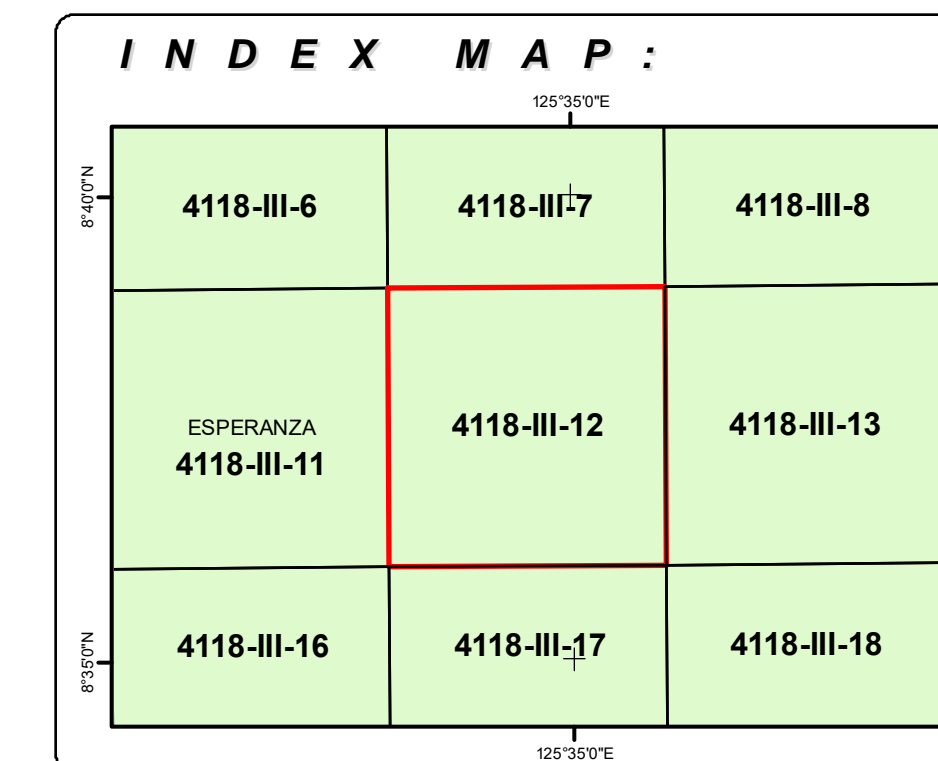 INDEX MAP:
125°35'0"E
8°40'0"N
4118-III-6
4118-III-7
4118-III-8
ESPERANZA
4118-III-11
4118-III-12
4118-III-13
8°35'0"N
4118-III-16
4118-III-17
4118-III-18
125°35'0"E